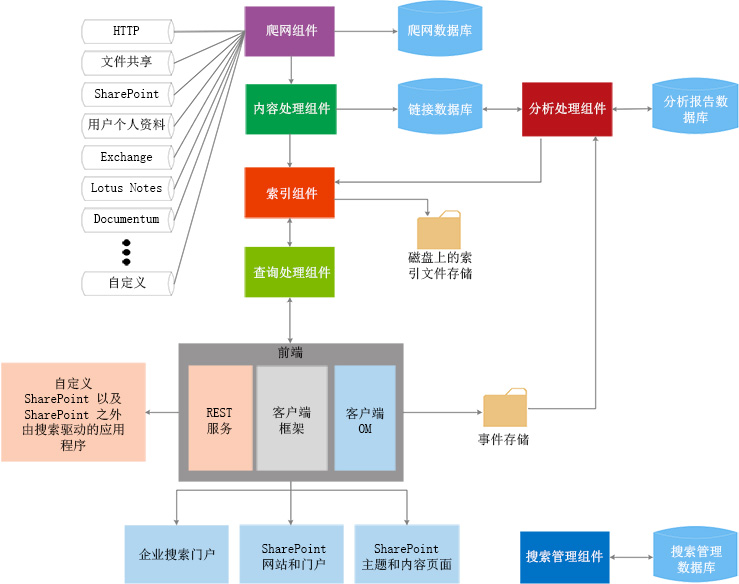 HTTP
文件共享
SharePoint
用户个人资料
Exchange
Lotus Notes
Documentum
自定义
爬网组件
爬网数据库
内容处理组件
链接数据库
分析处理组件
分析报告数
据库
索引组件
磁盘上的索
引文件存储
查询处理组件
前端
REST
服务
客户端
框架
客户端
OM
自定义
SharePoint 以及
SharePoint 之外
由搜索驱动的应用
程序
事件存储
企业搜索门户
SharePoint
网站和门户
SharePoint
主题和内容页面
搜索管理组件
搜索管理
数据库